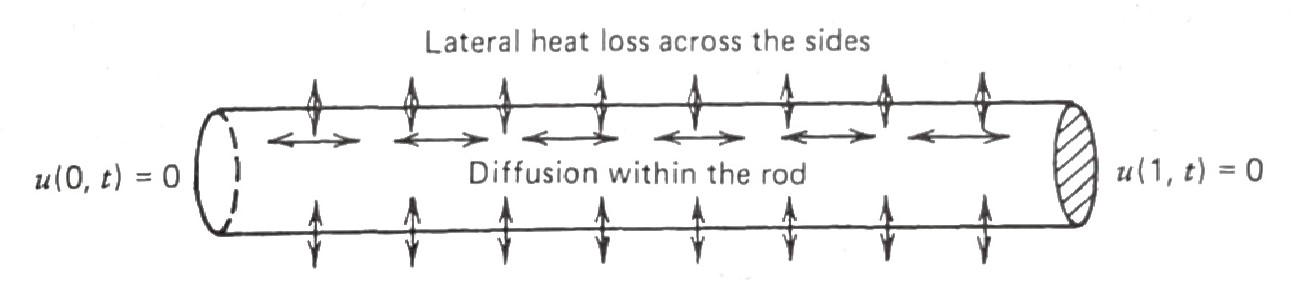 Lateral heat loss across the sides
u(0, t) = 0
Diffusion within the rod
u(1, t) = 0